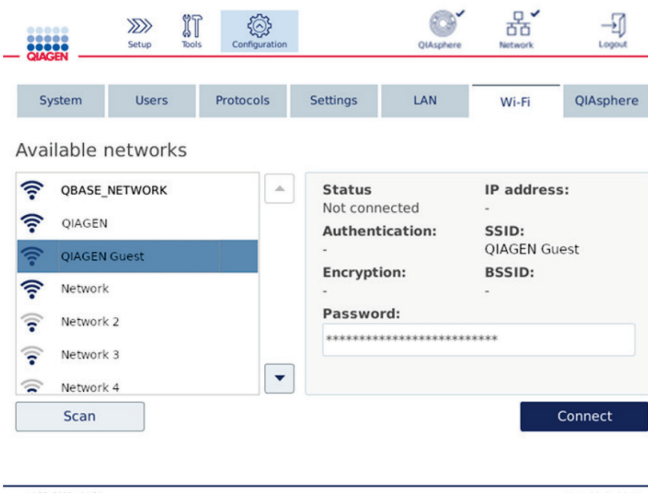 QIAGEN
Setup
Tools
Configuration
QIAsphere
Network
Logout
System
Users
Protocols
Settings
LAN
Wi-Fi
QIAsphere
Available networks
QBASE_NETWORK
QIAGEN
QIAGEN Guest
Network
Network 2
Network 3
Network 4
Scan
Status
Not connected
IP address:
-
Authentication:
-
SSID:
QIAGEN Guest
Encryption:
-
BSSID:
-
Password:
**************************
Connect